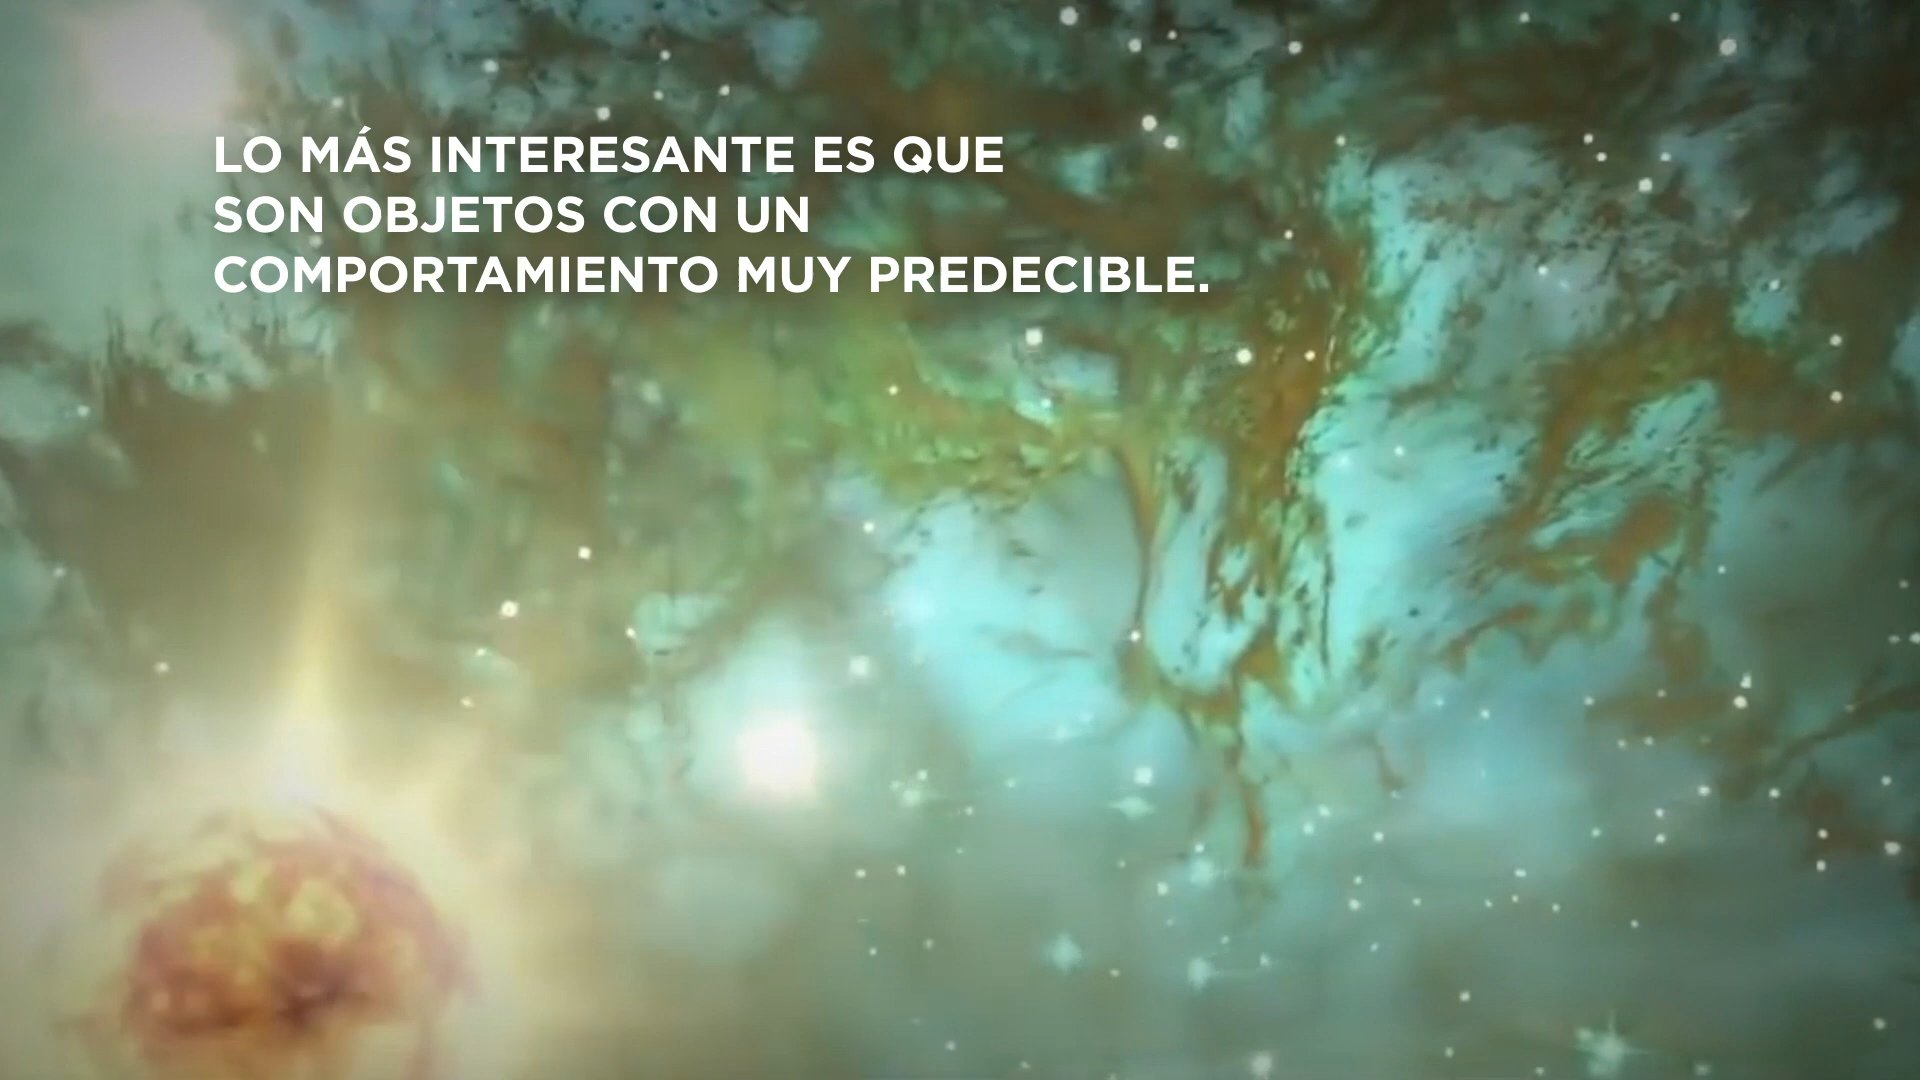 LO MÁS INTERESANTE ES QUE
SON OBJETOS CON UN
COMPORTAMIENTO MUY PREDECIBLE.